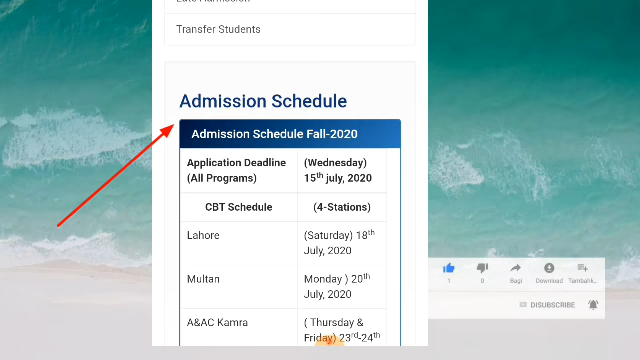 Transfer Students
Admission Schedule
Admission Schedule Fall-2020
Application Deadline (Wednesday)
(All Programs) 15th july, 2020
CBT Schedule (4-Stations)
Lahore (Saturday) 18th
July, 2020
Multan Monday ) 20th
July, 2020
A&AC Kamra ( Thursday &
Friday) 23rd-24th
1 0 Bagi Download Tambahk...
DISUBSCRIBE